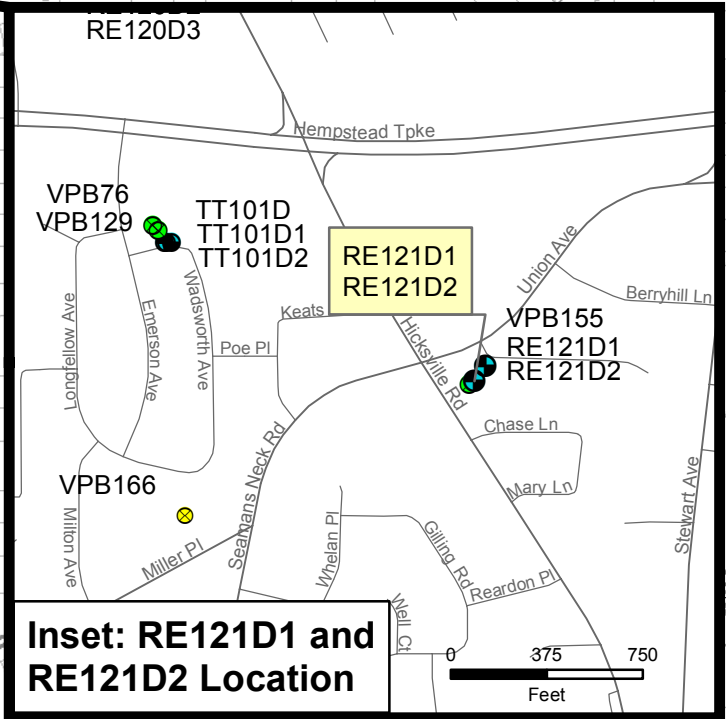 RE120D3
Hempstead Tpke
VPB76
VPB129
TT101D
TT101D1
TT101D2
RE121D1
RE121D2
Union Ave
Berryhill Ln
Longfellow Ave
Emerson Ave
Wadsworth Ave
Keats
Poe Pl
Hicksville Rd
VPB155
RE121D1
RE121D2
Chase Ln
Mary Ln
Stewart Ave
Seamans Neck Rd
VPB166
Milton Ave
Miller Pl
Whelan Pl
Gilling Rd
Reardon Pl
Well Ct
Inset: RE121D1 and
RE121D2 Location
0 375 750
Feet